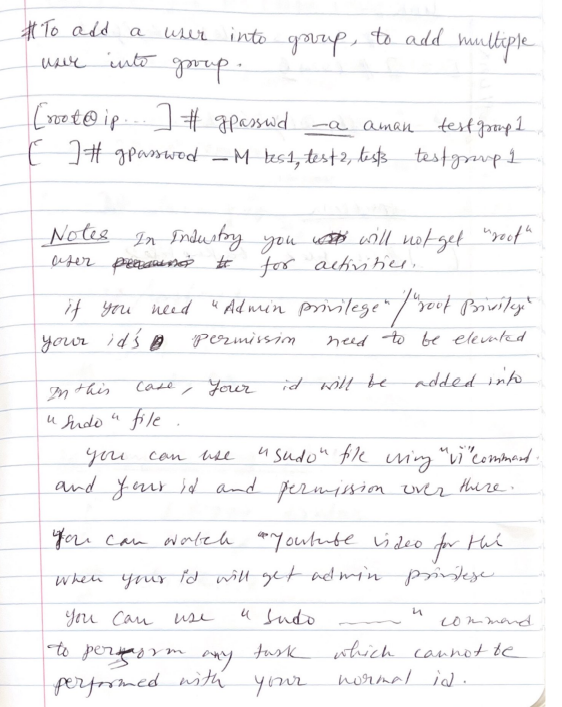 # To add a user into group, to add multiple
user into group.
[root@ip... ] # gpasswd -a aman testgroup1
[ ]# gpasswod -M tes1, test2, tes3 testgroup 1
Notes In Industry you will not get "root"
user for activities.
if you need "Admin privilege" / "root Privilege"
your id's permission need to be elevated
In this case, your id will be added into
"Sudo" file.
you can use "sudo" file using "vi" command.
and your id and permission over there.
you can watch "Youtube video for this
when your id will get admin privilege
you can use "sudo ____" command
to perform any task which cannot be
performed with your normal id.